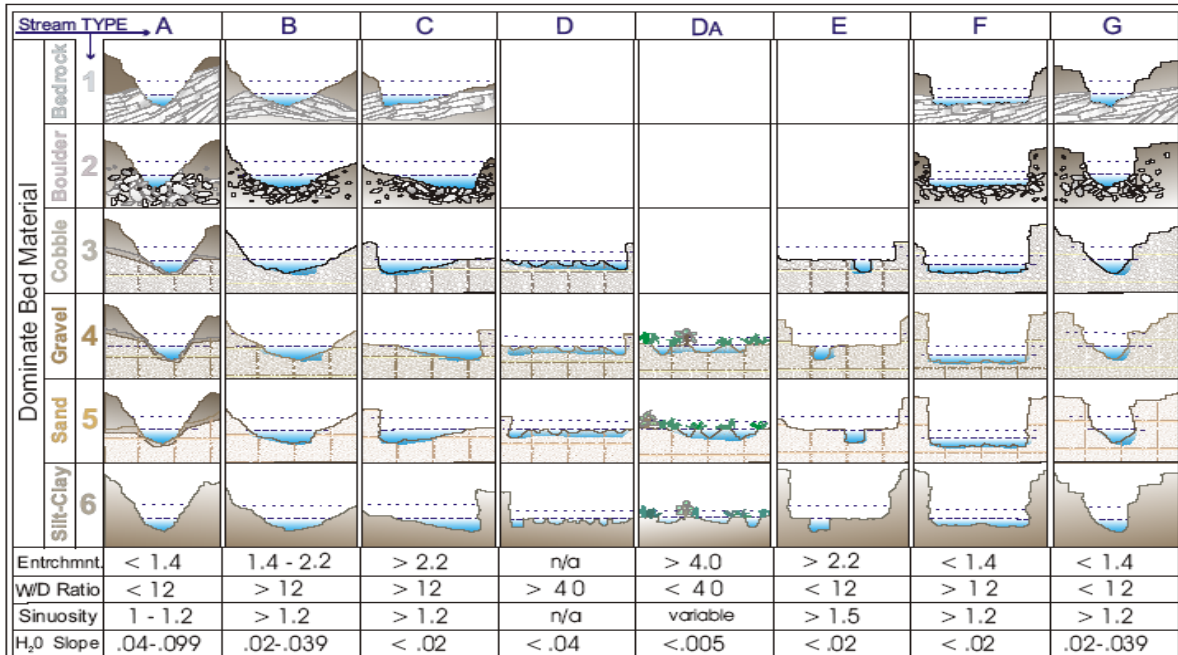 Stream TYPE A B C D DA E F G
Dominate Bed Material
Bedrock 1
Boulder 2
Cobble 3
Gravel 4
Sand 5
Silt-Clay 6
Entrchmnt. < 1.4 1.4 - 2.2 > 2.2 n/a > 4.0 > 2.2 < 1.4 < 1.4
W/D Ratio < 12 > 12 > 12 > 40 < 40 < 12 > 12 < 12
Sinuosity 1 - 1.2 > 1.2 > 1.2 n/a variable > 1.5 > 1.2 > 1.2
H₂0 Slope .04-.099 .02-.039 < .02 < .04 <.005 < .02 < .02 .02-.039